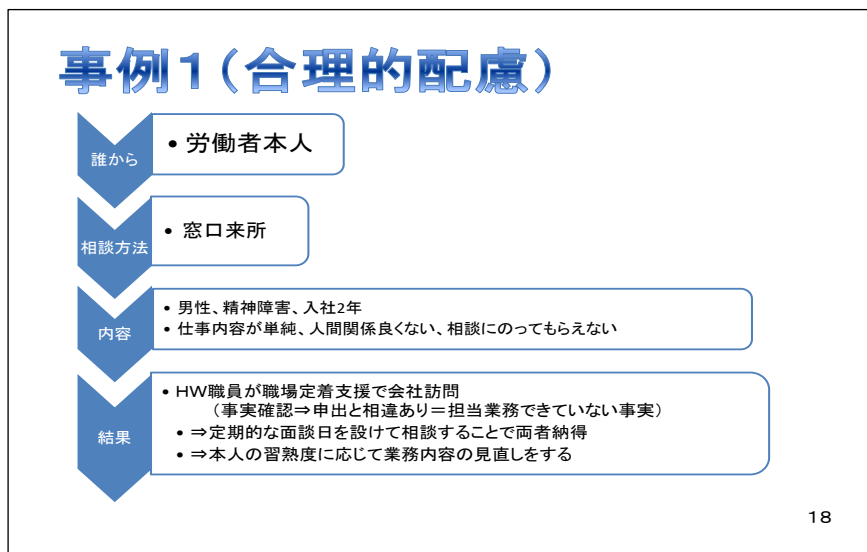 事例1(合理的配慮)
誰から
• 労働者本人
相談方法
• 窓口来所
内容
• 男性、精神障害、入社2年
• 仕事内容が単純、人間関係良くない、相談にのってもらえない
結果
• HW職員が職場定着支援で会社訪問
(事実確認⇒申出と相違あり=担当業務できていない事実)
• ⇒定期的な面談日を設けて相談することで両者納得
• ⇒本人の習熟度に応じて業務内容の見直しをする
18